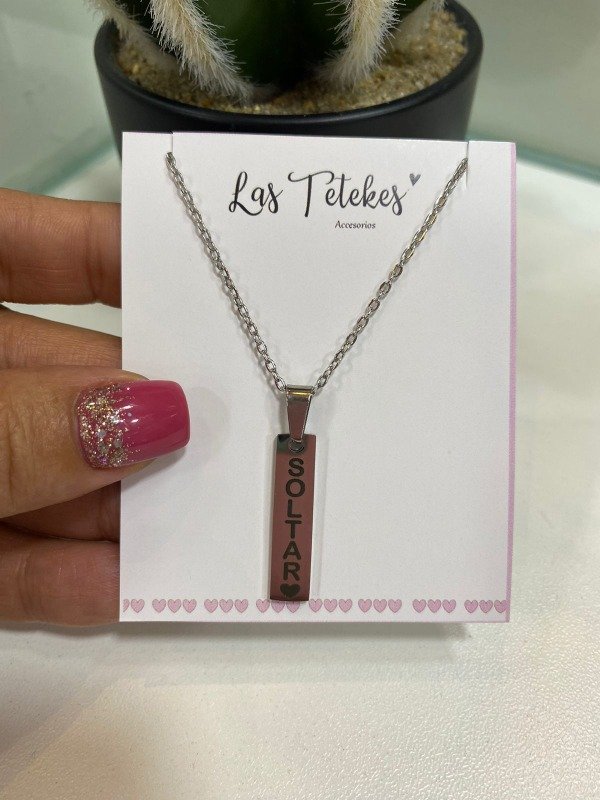 Las Tetekes
Accesorios
SOLTAR